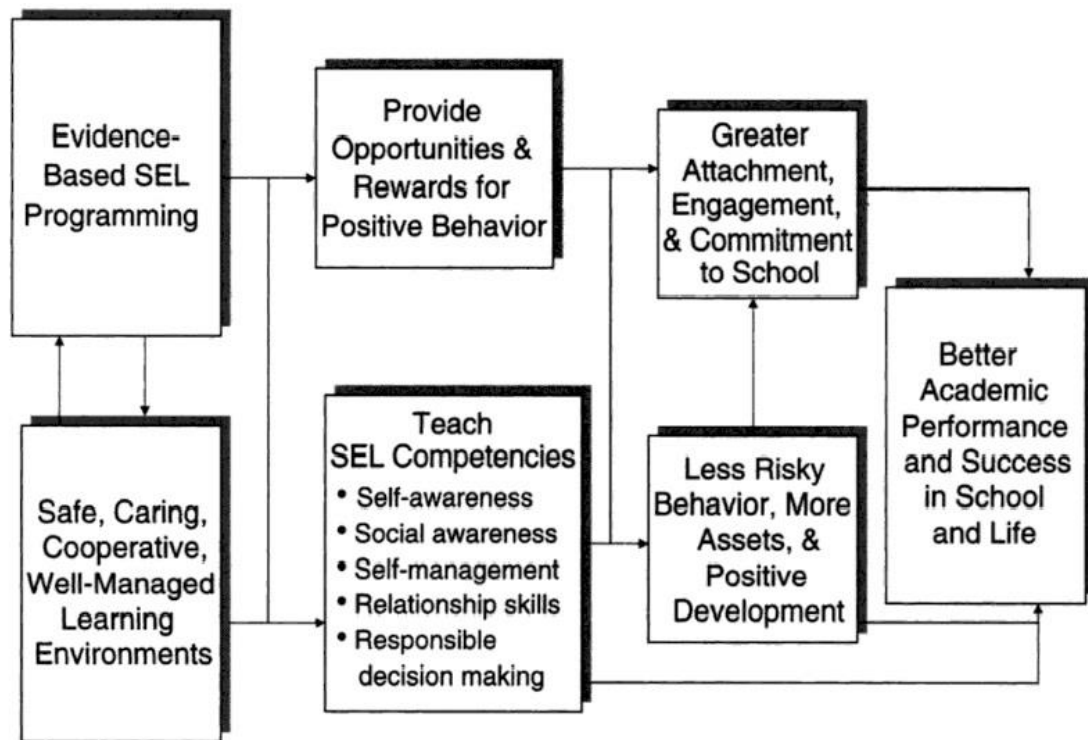 Evidence-
Based SEL
Programming
Provide
Opportunities &
Rewards for
Positive Behavior
Greater
Attachment,
Engagement,
& Commitment
to School
Better
Academic
Performance
and Success
in School
and Life
Safe, Caring,
Cooperative,
Well-Managed
Learning
Environments
Teach
SEL Competencies
• Self-awareness
• Social awareness
• Self-management
• Relationship skills
• Responsible
decision making
Less Risky
Behavior, More
Assets, &
Positive
Development